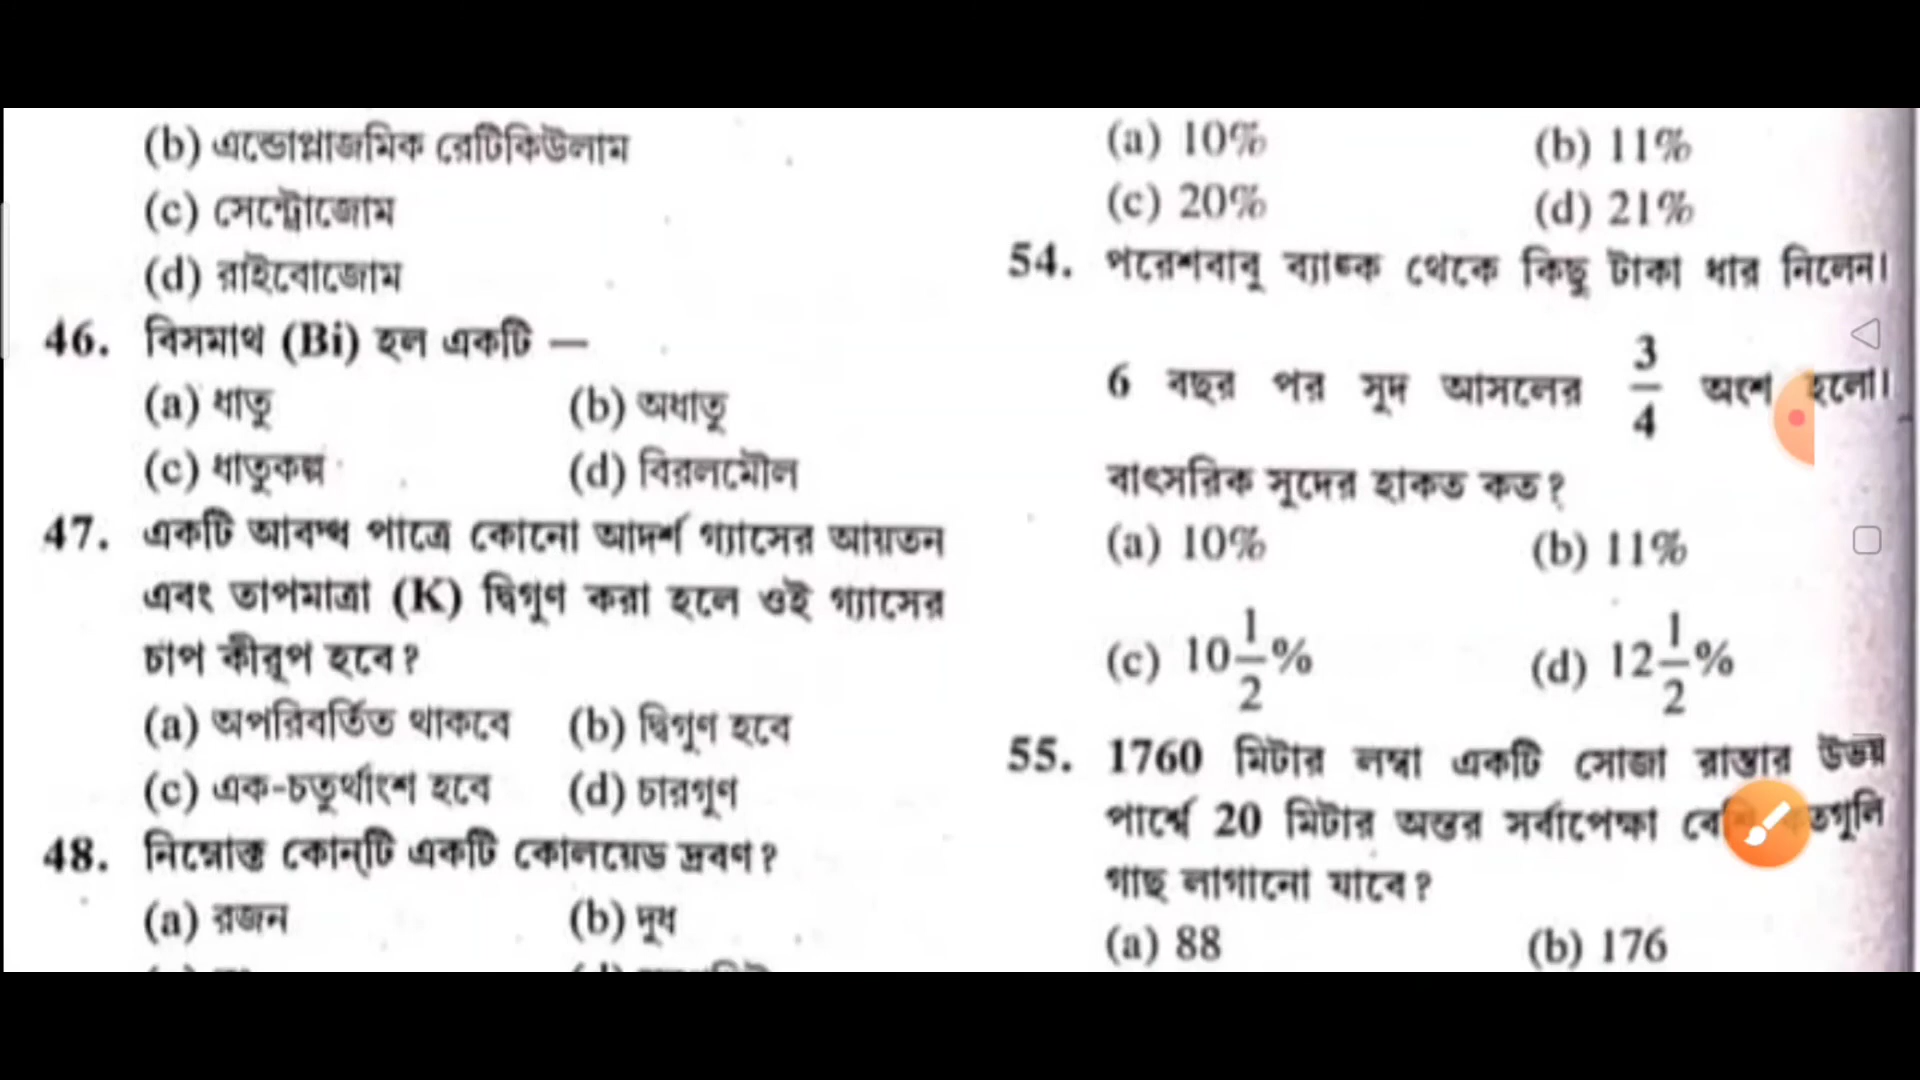 (b) এন্ডোপ্লাজমিক রেটিকিউলাম
(c) সেন্ট্রোজোম
(d) রাইবোজোম
46. বিসমাথ (Bi) হল একটি —
(a) ধাতু (b) অধাতু
(c) ধাতুকল্প (d) বিরলমৌল
47. একটি আবদ্ধ পাত্রে কোনো আদর্শ গ্যাসের আয়তন
এবং তাপমাত্রা (K) দ্বিগুণ করা হলে ওই গ্যাসের
চাপ কীরূপ হবে?
(a) অপরিবর্তিত থাকবে (b) দ্বিগুণ হবে
(c) এক-চতুর্থাংশ হবে (d) চারগুণ
48. নিম্নোক্ত কোন্‌টি একটি কোলয়েড দ্রবণ?
(a) রজন (b) দুধ
(a) 10% (b) 11%
(c) 20% (d) 21%
54. পরেশবাবু ব্যাঙ্ক থেকে কিছু টাকা ধার নিলেন।
6 বছর পর সুদ আসলের 3/4 অংশ হলো।
বাৎসরিক সুদের হাকত কত?
(a) 10% (b) 11%
(c) 10 1/2% (d) 12 1/2%
55. 1760 মিটার লম্বা একটি সোজা রাস্তার উভয়
পার্শ্বে 20 মিটার অন্তর সর্বাপেক্ষা
গাছ লাগানো যাবে?
(a) 88 (b) 176